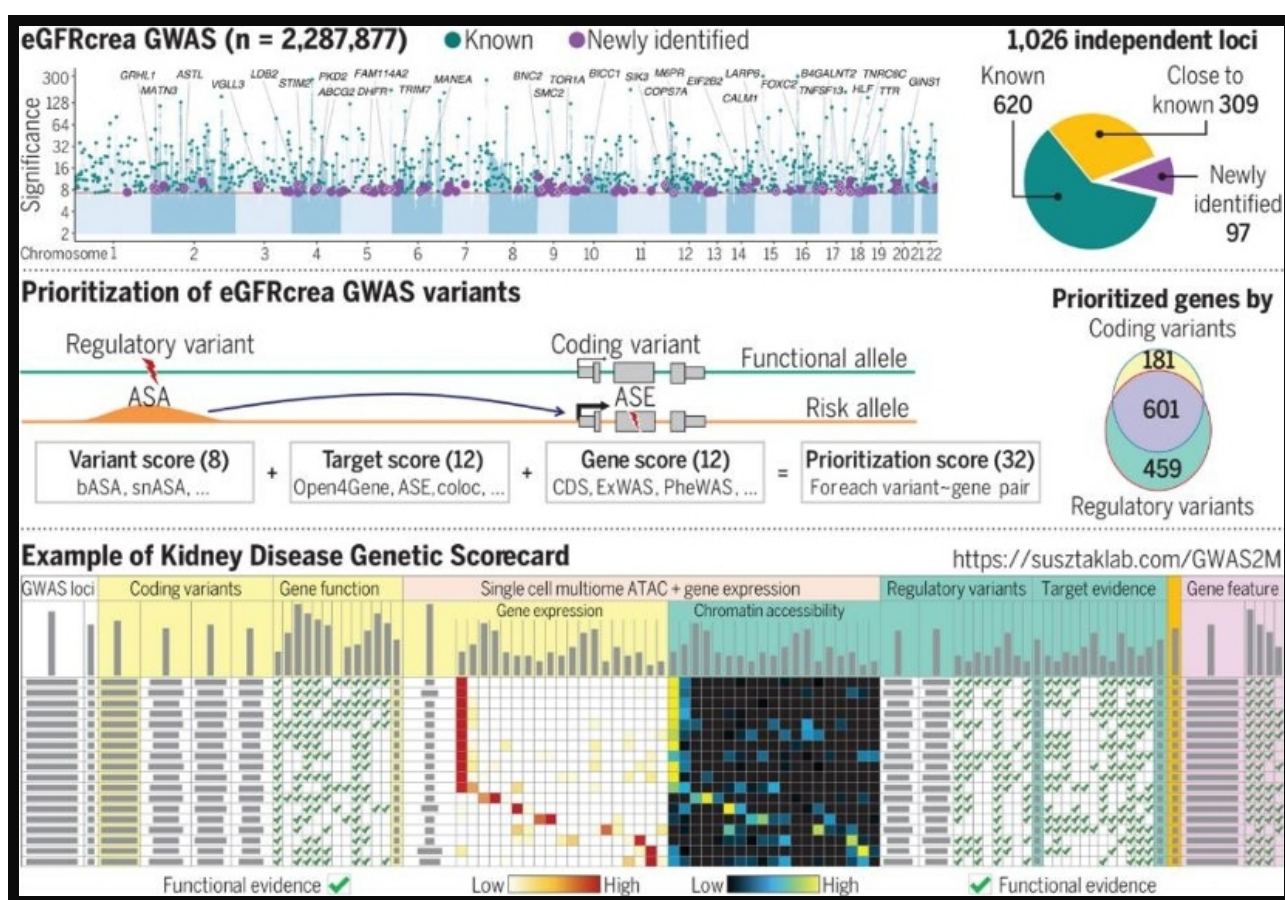 eGFRcrea GWAS (n = 2,287,877)
Known
Newly identified
1,026 independent loci
Known
620
Close to
known 309
Newly
identified
97
Significance
300
128
64
32
16
8
4
2
GRHL1
MATN3
ASTL
VGLL3
LDB2
STIM2
PKD2
ABCG2
FAM114A2
DHFR
TRIM7
MANEA
BNC2
SMC2
TOR1A
BICC1
SIK3
M6PR
COPS7A
EIF2B2
LARP6
CALM1
FOXC2
B4GALNT2
TNFSF13
TNRC6C
HLF
TTR
GINS1
Chromosome 1 2 3 4 5 6 7 8 9 10 11 12 13 14 15 16 17 18 19 20 21 22
Prioritization of eGFRcrea GWAS variants
Regulatory variant
Coding variant
Functional allele
ASA
ASE
Risk allele
Variant score (8)
bASA, snASA, ...
+
Target score (12)
Open4Gene, ASE, coloc, ...
+
Gene score (12)
CDS, ExWAS, PheWAS, ...
=
Prioritization score (32)
Foreach variant~gene pair
Prioritized genes by
Coding variants
181
601
459
Regulatory variants
Example of Kidney Disease Genetic Scorecard
https://susztaklab.com/GWAS2M
GWAS loci
Coding variants
Gene function
Single cell multiome ATAC + gene expression
Regulatory variants
Target evidence
Gene feature
Gene expression
Chromatin accessibility
Functional evidence
Low
High
Low
High
Functional evidence